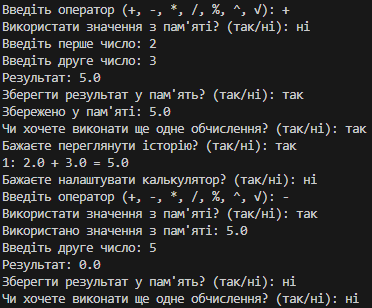 Введіть оператор (+, -, *, /, %, ^, √): +
Використати значення з пам'яті? (так/ні): ні
Введіть перше число: 2
Введіть друге число: 3
Результат: 5.0
Зберегти результат у пам'ять? (так/ні): так
Збережено у пам'яті: 5.0
Чи хочете виконати ще одне обчислення? (так/ні): так
Бажаєте переглянути історію? (так/ні): так
1: 2.0 + 3.0 = 5.0
Бажаєте налаштувати калькулятор? (так/ні): ні
Введіть оператор (+, -, *, /, %, ^, √): -
Використати значення з пам'яті? (так/ні): так
Використано значення з пам'яті: 5.0
Введіть друге число: 5
Результат: 0.0
Зберегти результат у пам'ять? (так/ні): ні
Чи хочете виконати ще одне обчислення? (так/ні): ні